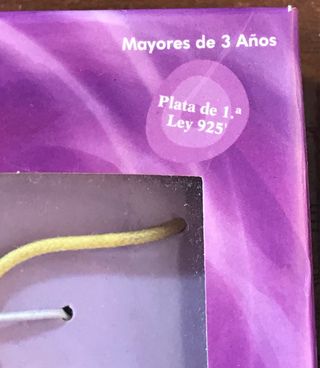 Mayores de 3 Años
Plata de 1.ª
Ley 925